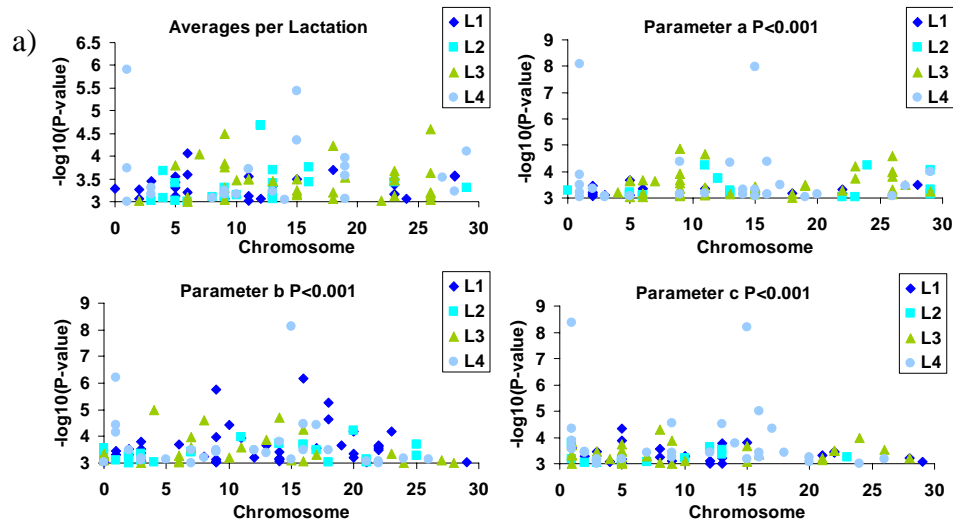 a)
Averages per Lactation
L1
L2
L3
L4
6.5
6
5.5
5
4.5
4
3.5
3
-log10(P-value)
0 5 10 15 20 25 30
Chromosome
Parameter a P<0.001
L1
L2
L3
L4
9
8
7
6
5
4
3
-log10(P-value)
0 5 10 15 20 25 30
Chromosome
Parameter b P<0.001
L1
L2
L3
L4
9
8
7
6
5
4
3
-log10(P-value)
0 5 10 15 20 25 30
Chromosome
Parameter c P<0.001
L1
L2
L3
L4
9
8
7
6
5
4
3
-log10(P-value)
0 5 10 15 20 25 30
Chromosome